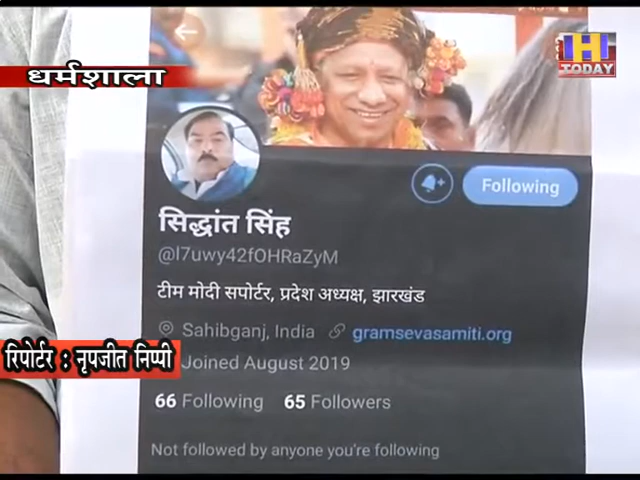 धर्मशाला
H
TODAY
Following
सिद्धांत सिंह
@l7uwy42fOHRaZyM
टीम मोदी सपोर्टर, प्रदेश अध्यक्ष, झारखंड
Sahibganj, India gramsevasamiti.org
रिपोर्टर : नृपजीत निप्पी
Joined August 2019
66 Following 65 Followers
Not followed by anyone you're following